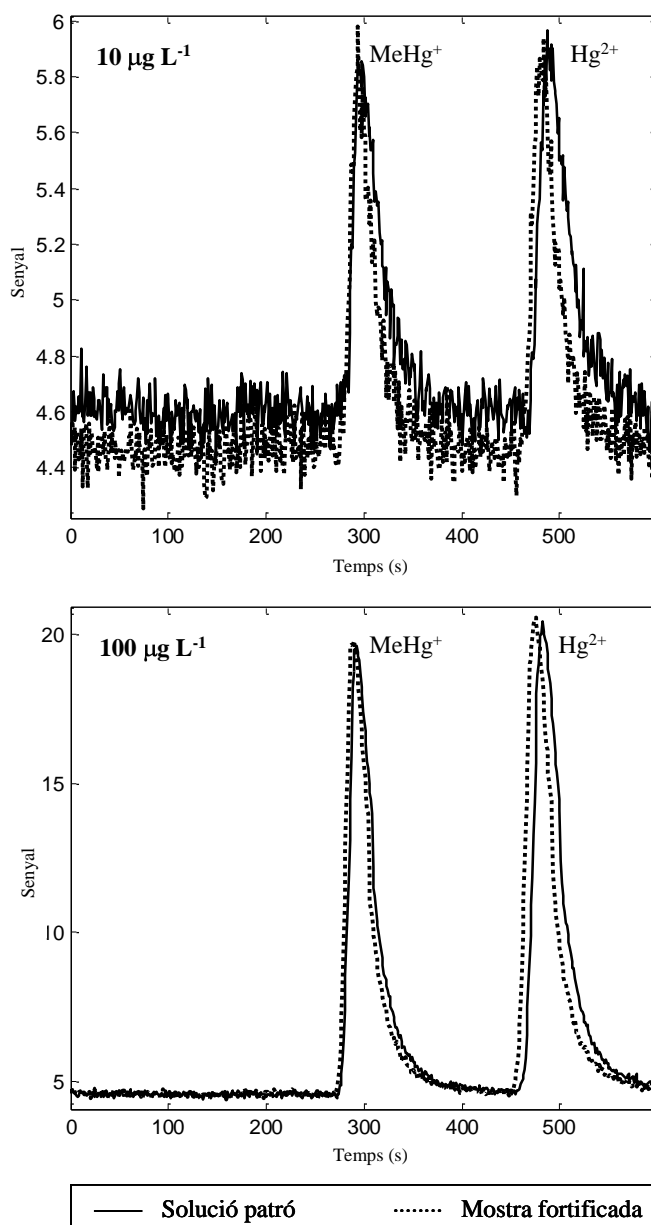 10 µg L-1
MeHg+
Hg2+
6
5.8
5.6
5.4
5.2
5
4.8
4.6
4.4
Senyal
0 100 200 300 400 500
Temps (s)
100 µg L-1
MeHg+
Hg2+
20
15
10
5
Senyal
0 100 200 300 400 500
Temps (s)
Solució patró Mostra fortificada